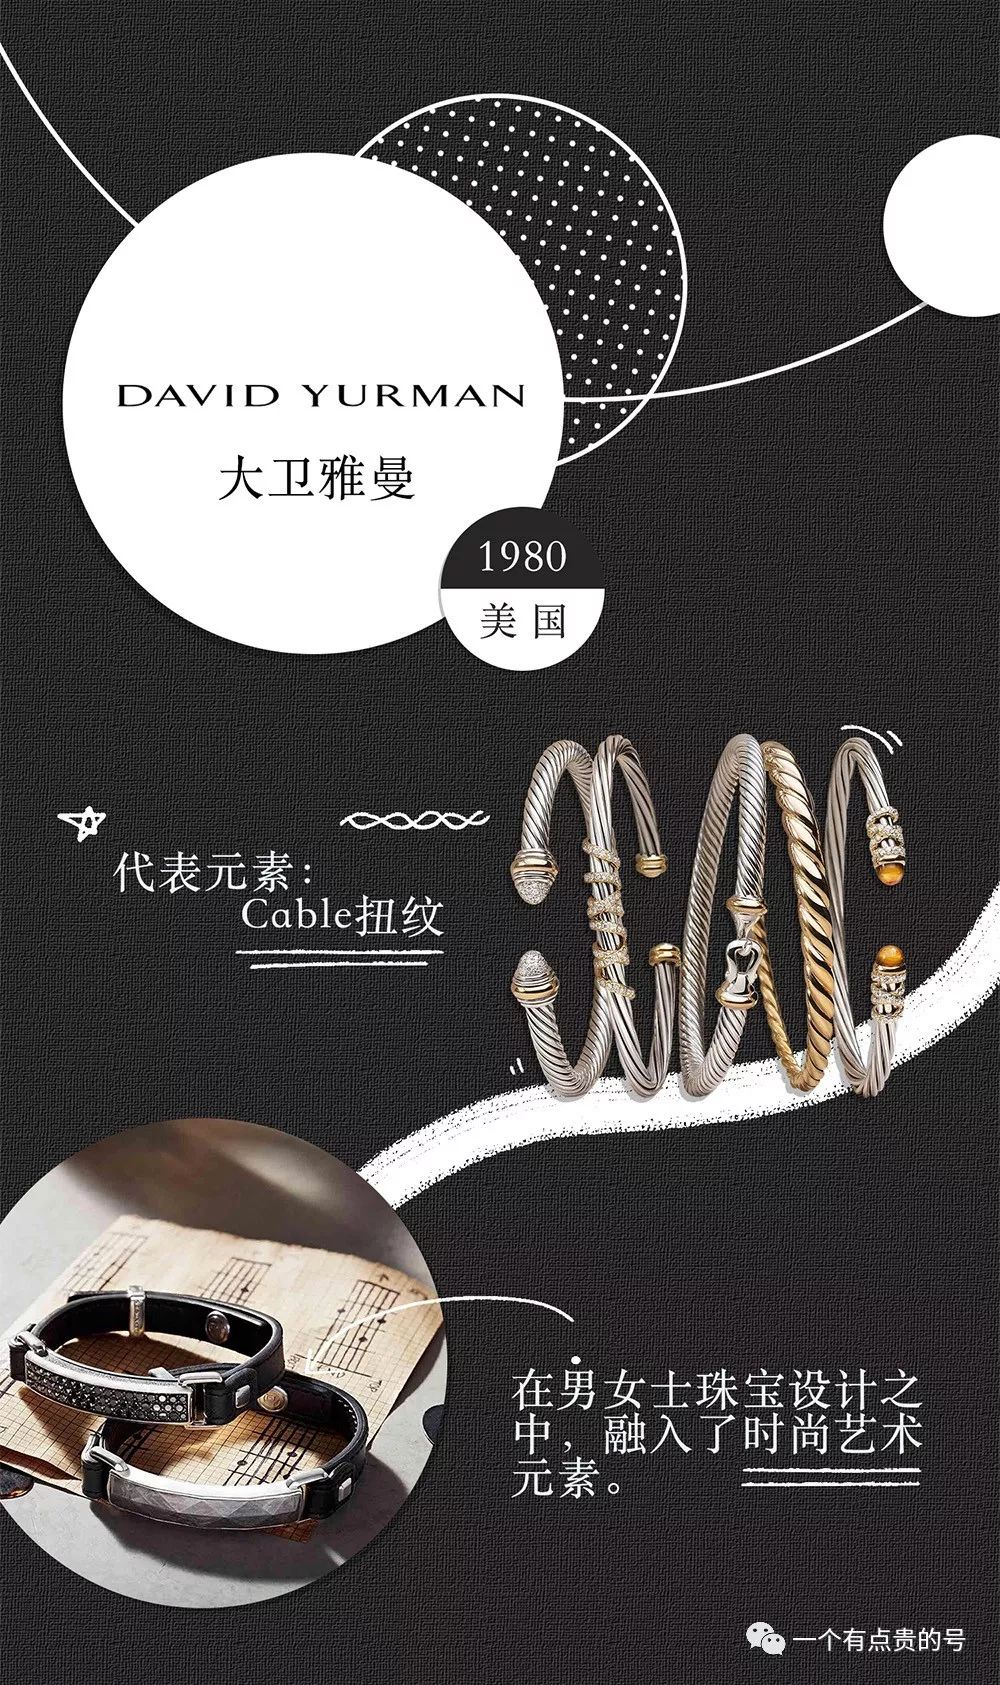 DAVID YURMAN
大卫雅曼
1980
美国
代表元素：
Cable扭纹
在男女士珠宝设计之
中，融入了时尚艺术
元素。
一个有点贵的号